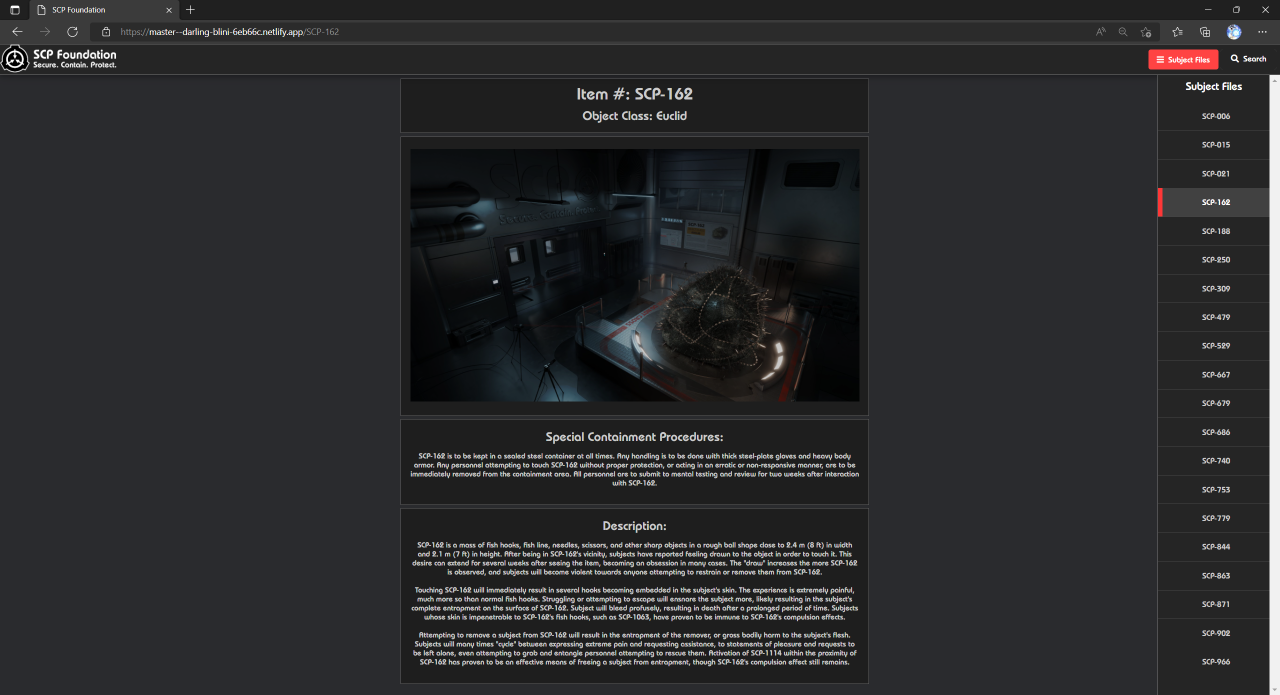 SCP Foundation
https://master--darling-blini-6eb66c.netlify.app/SCP-162
SCP Foundation
Secure. Contain. Protect.
Subject Files
Search
Item #: SCP-162
Object Class: Euclid
Special Containment Procedures:
SCP-162 is to be kept in a sealed steel container at all times. Any handling is to be done with thick steel-plate gloves and heavy body
armor. Any personnel attempting to touch SCP-162 without proper protection, or acting in an erratic or non-responsive manner, are to be
immediately removed from the containment area. All personnel are to submit to mental testing and review for two weeks after interaction
with SCP-162.
Description:
SCP-162 is a mass of fish hooks, fish line, needles, scissors, and other sharp objects in a rough ball shape close to 2.4 m (8 ft) in width
and 2.1 m (7 ft) in height. After being in SCP-162's vicinity, subjects have reported feeling drawn to the object in order to touch it. This
desire can extend for several weeks after seeing the item, becoming an obsession in many cases. The "draw" increases the more SCP-162
is observed, and subjects will become violent towards anyone attempting to restrain or remove them from SCP-162.
Touching SCP-162 will immediately result in several hooks becoming embedded in the subject's skin. The experience is extremely painful,
much more so than normal fish hooks. Struggling or attempting to escape will ensnare the subject more, likely resulting in the subject's
complete entrapment on the surface of SCP-162. Subject will bleed profusely, resulting in death after a prolonged period of time. Subjects
whose skin is impenetrable to SCP-162's fish hooks, such as SCP-1063, have proven to be immune to SCP-162's compulsion effects.
Attempting to remove a subject from SCP-162 will result in the entrapment of the remover, or gross bodily harm to the subject's flesh.
Subjects will many times "cycle" between expressing extreme pain and requesting assistance, to statements of pleasure and requests to
be left alone, even attempting to grab and entangle personnel attempting to rescue them. Activation of SCP-1114 within the proximity of
SCP-162 has proven to be an effective means of freeing a subject from entrapment, though SCP-162's compulsion effect still remains.
Subject Files
SCP-006
SCP-015
SCP-021
SCP-162
SCP-188
SCP-250
SCP-309
SCP-479
SCP-529
SCP-667
SCP-679
SCP-686
SCP-740
SCP-753
SCP-779
SCP-844
SCP-863
SCP-871
SCP-902
SCP-966